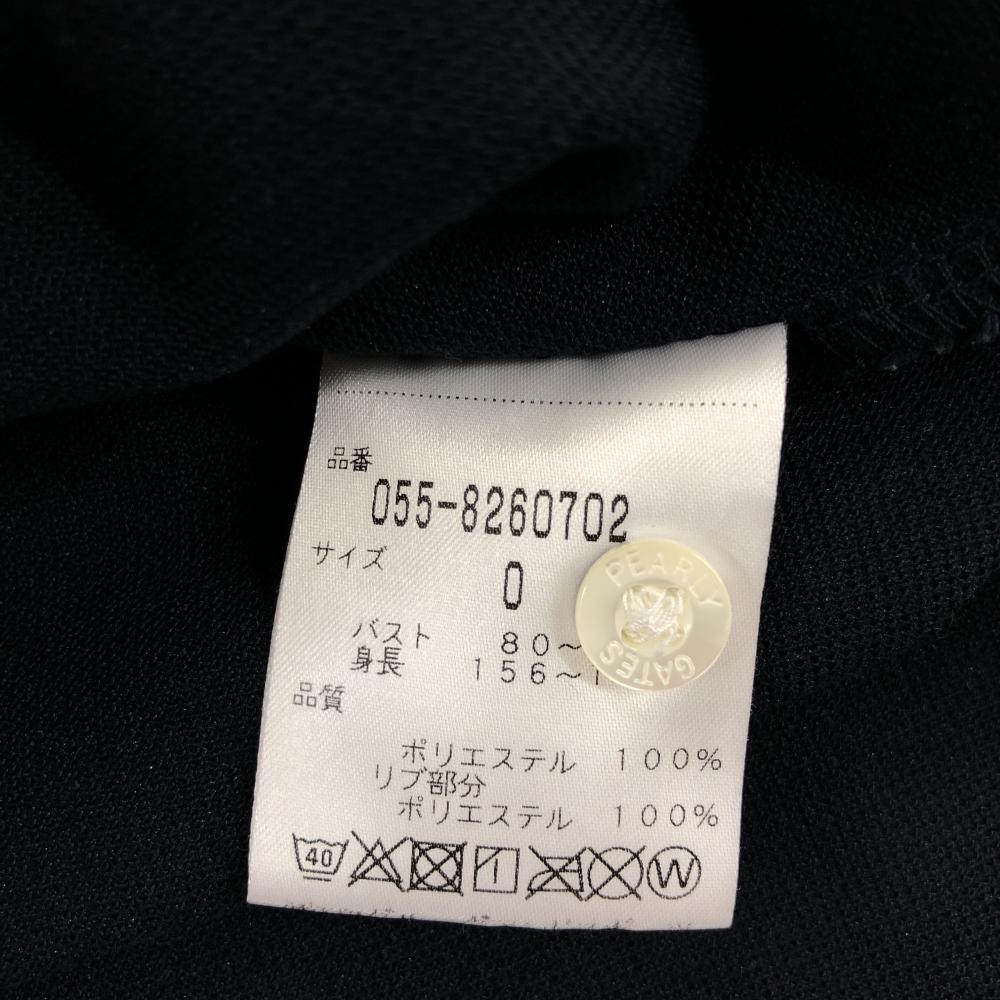 品番
055-8260702
サイズ
0
PEARLY
GATES
バスト 80～
身長 156～1
品質
ポリエステル 100%
リブ部分
ポリエステル 100%
40
W